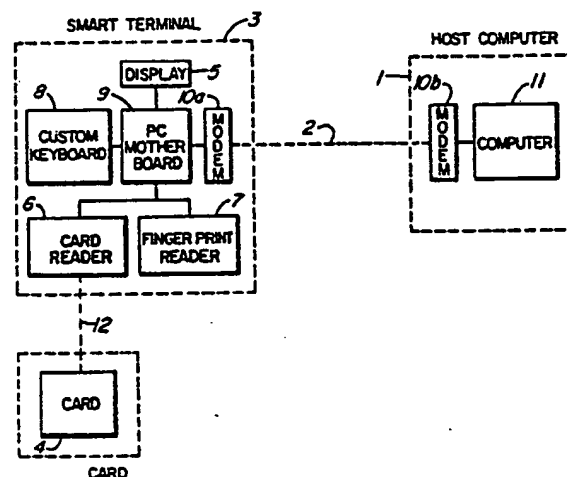 SMART TERMINAL
3
HOST COMPUTER
DISPLAY
5
1
10b
11
8
9
10a
CUSTOM
KEYBOARD
PC
MOTHER
BOARD
MODEM
2
MODEM
COMPUTER
6
7
CARD
READER
FINGER PRINT
READER
12
CARD
4
CARD